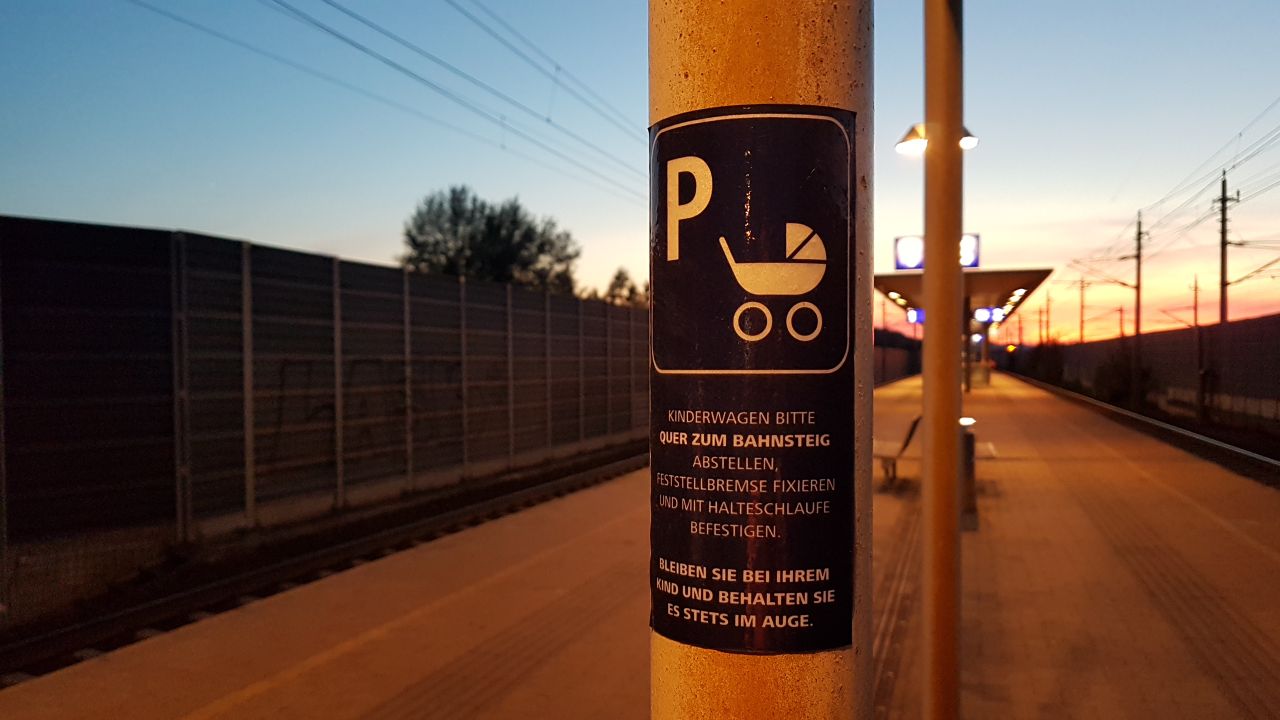 P
KINDERWAGEN BITTE
QUER ZUM BAHNSTEIG
ABSTELLEN,
FESTSTELLBREMSE FIXIEREN
UND MIT HALTESCHLAUFE
BEFESTIGEN.
BLEIBEN SIE BEI IHREM
KIND UND BEHALTEN SIE
ES STETS IM AUGE.